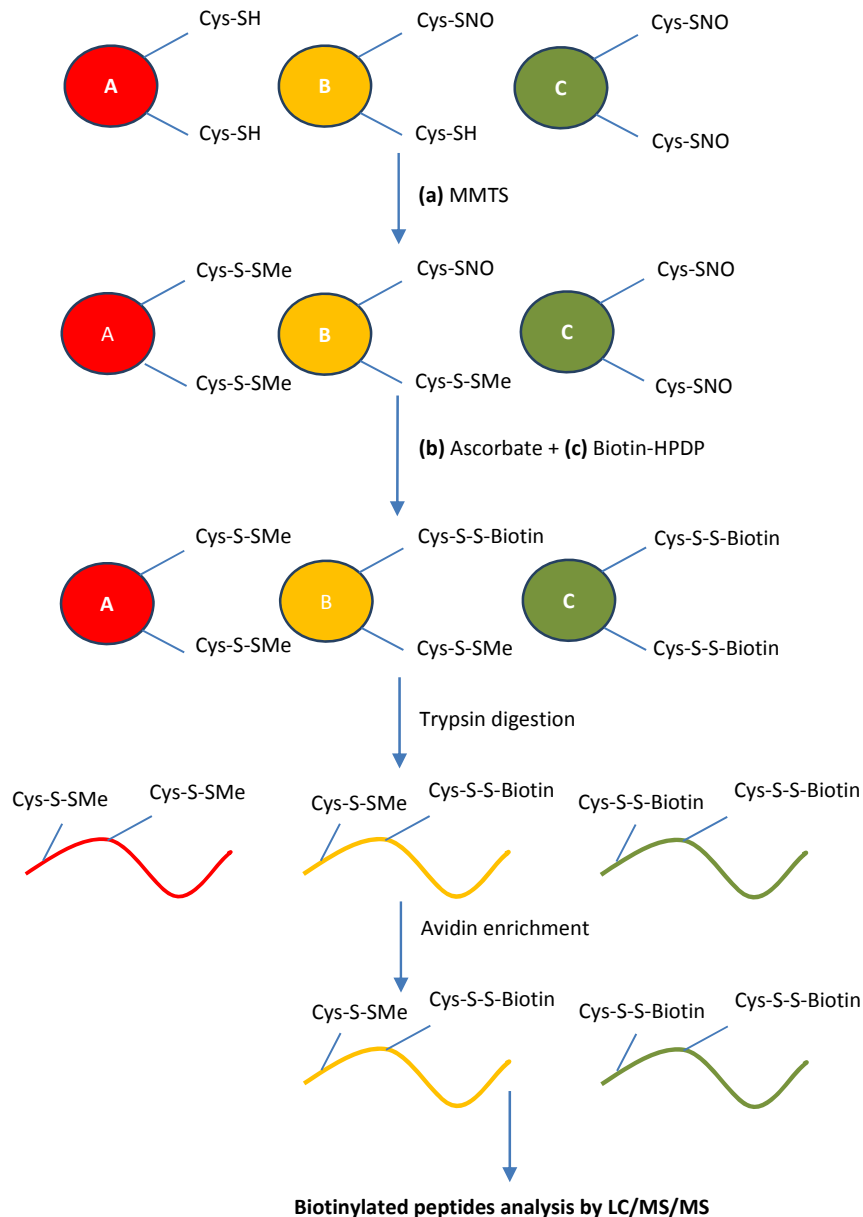 Cys-SH
Cys-SNO
Cys-SNO
A
B
C
Cys-SH
Cys-SH
Cys-SNO
(a) MMTS
Cys-S-SMe
Cys-SNO
Cys-SNO
A
B
C
Cys-S-SMe
Cys-S-SMe
Cys-SNO
(b) Ascorbate + (c) Biotin-HPDP
Cys-S-SMe
Cys-S-S-Biotin
Cys-S-S-Biotin
A
B
C
Cys-S-SMe
Cys-S-SMe
Cys-S-S-Biotin
Trypsin digestion
Cys-S-SMe
Cys-S-SMe
Cys-S-SMe
Cys-S-S-Biotin
Cys-S-S-Biotin
Cys-S-S-Biotin
Avidin enrichment
Cys-S-SMe
Cys-S-S-Biotin
Cys-S-S-Biotin
Cys-S-S-Biotin
Biotinylated peptides analysis by LC/MS/MS